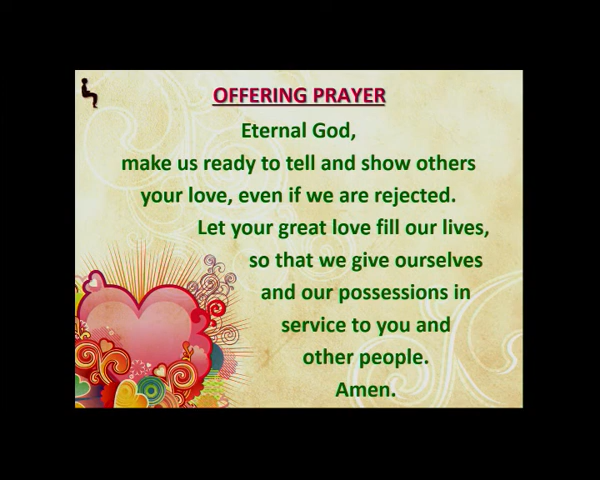 OFFERING PRAYER
Eternal God,
make us ready to tell and show others
your love, even if we are rejected.
Let your great love fill our lives,
so that we give ourselves
and our possessions in
service to you and
other people.
Amen.